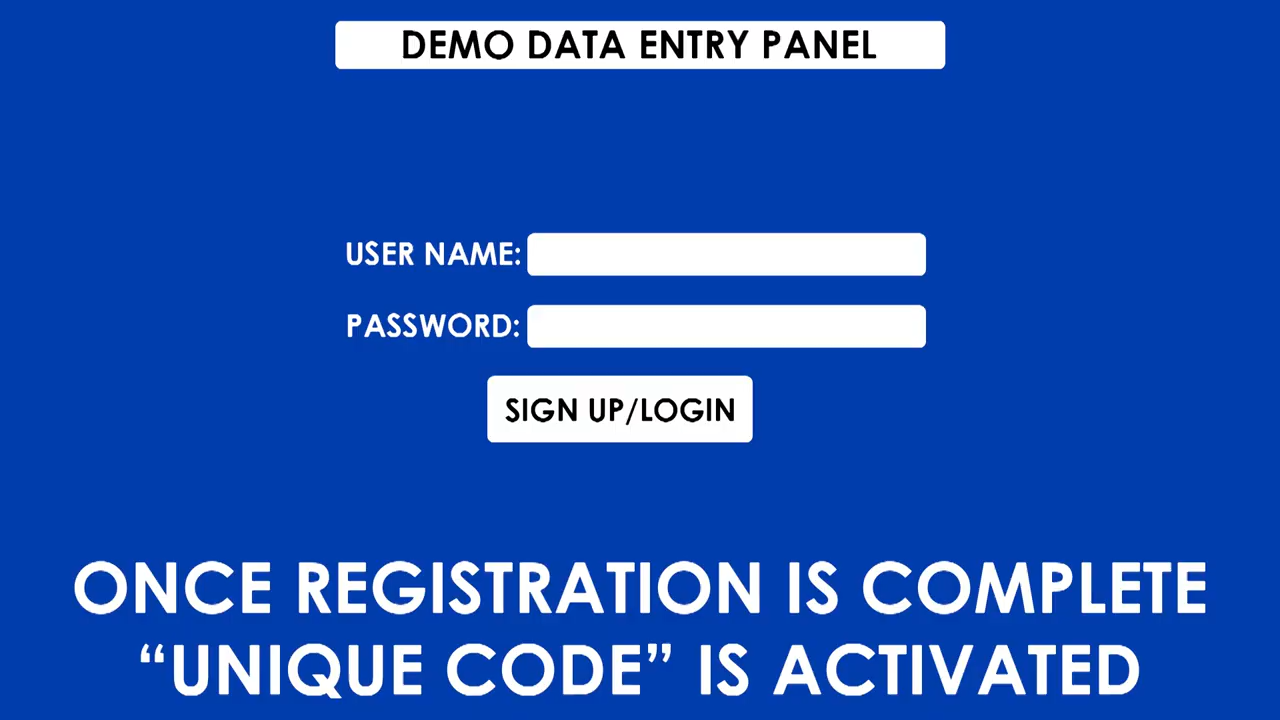 DEMO DATA ENTRY PANEL
USER NAME:
PASSWORD:
SIGN UP/LOGIN
ONCE REGISTRATION IS COMPLETE
“UNIQUE CODE” IS ACTIVATED